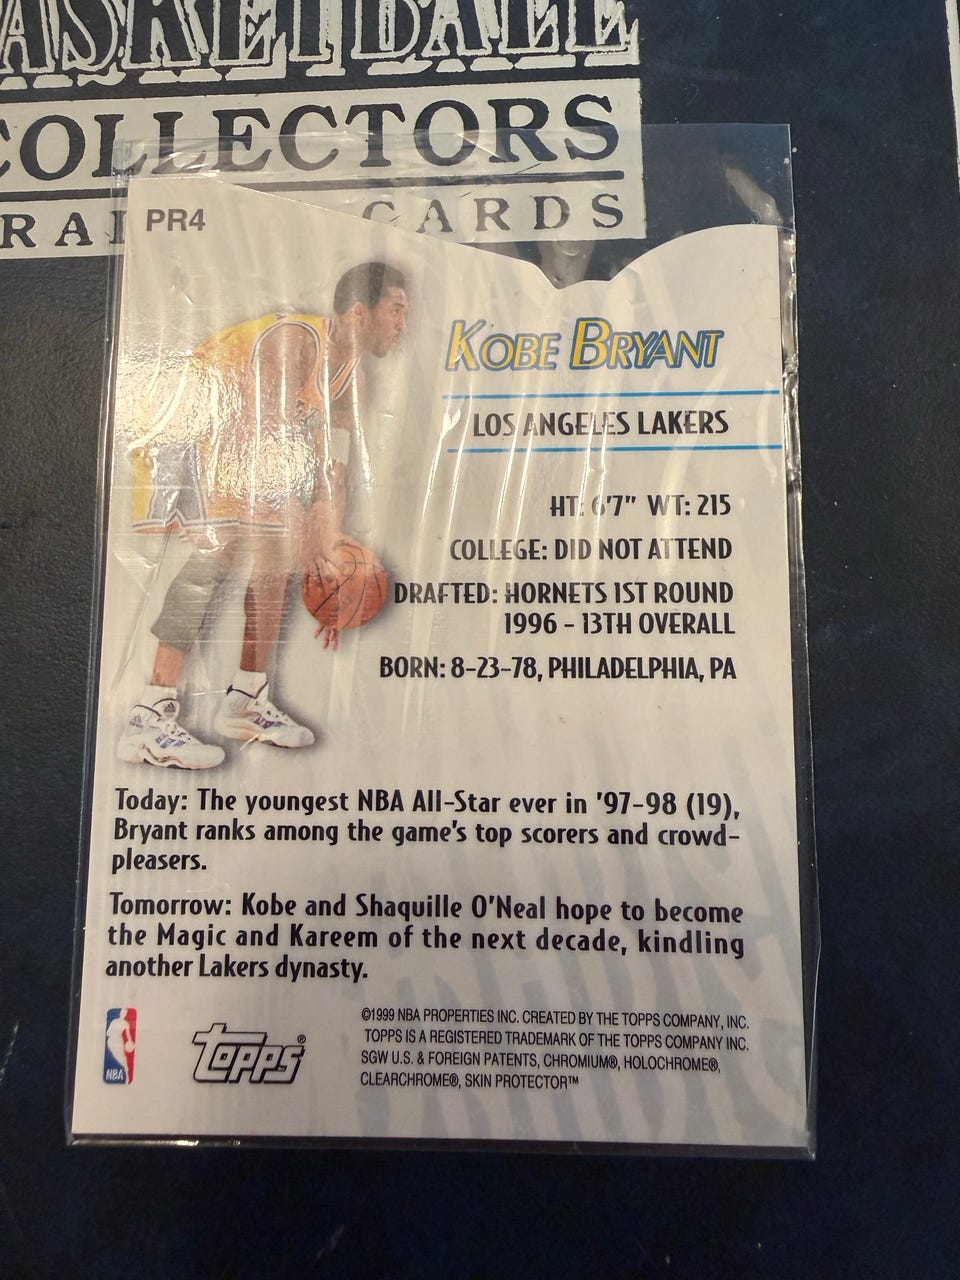 BASKETBALL
COLLECTORS
CARDS
PR4
KOBE BRYANT
LOS ANGELES LAKERS
HT: 6'7" WT: 215
COLLEGE: DID NOT ATTEND
DRAFTED: HORNETS 1ST ROUND
1996 – 13TH OVERALL
BORN: 8-23-78, PHILADELPHIA, PA
Today: The youngest NBA All-Star ever in '97-98 (19),
Bryant ranks among the game's top scorers and crowd-
pleasers.
Tomorrow: Kobe and Shaquille O'Neal hope to become
the Magic and Kareem of the next decade, kindling
another Lakers dynasty.
NBA
Topps®
©1999 NBA PROPERTIES INC. CREATED BY THE TOPPS COMPANY, INC.
TOPPS IS A REGISTERED TRADEMARK OF THE TOPPS COMPANY INC.
SGW U.S. & FOREIGN PATENTS, CHROMIUM®, HOLOCHROME®,
CLEARCHROME®, SKIN PROTECTOR™